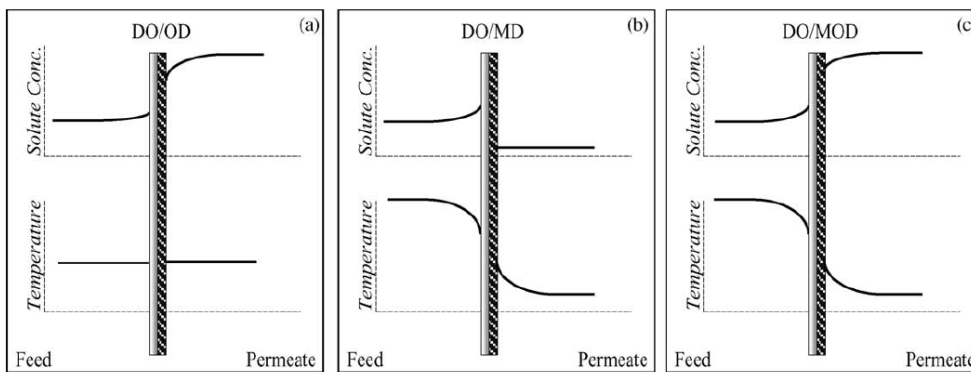 (a)
DO/OD
Solute Conc.
Temperature
Feed
Permeate
(b)
DO/MD
Solute Conc.
Temperature
Feed
Permeate
(c)
DO/MOD
Solute Conc.
Temperature
Feed
Permeate